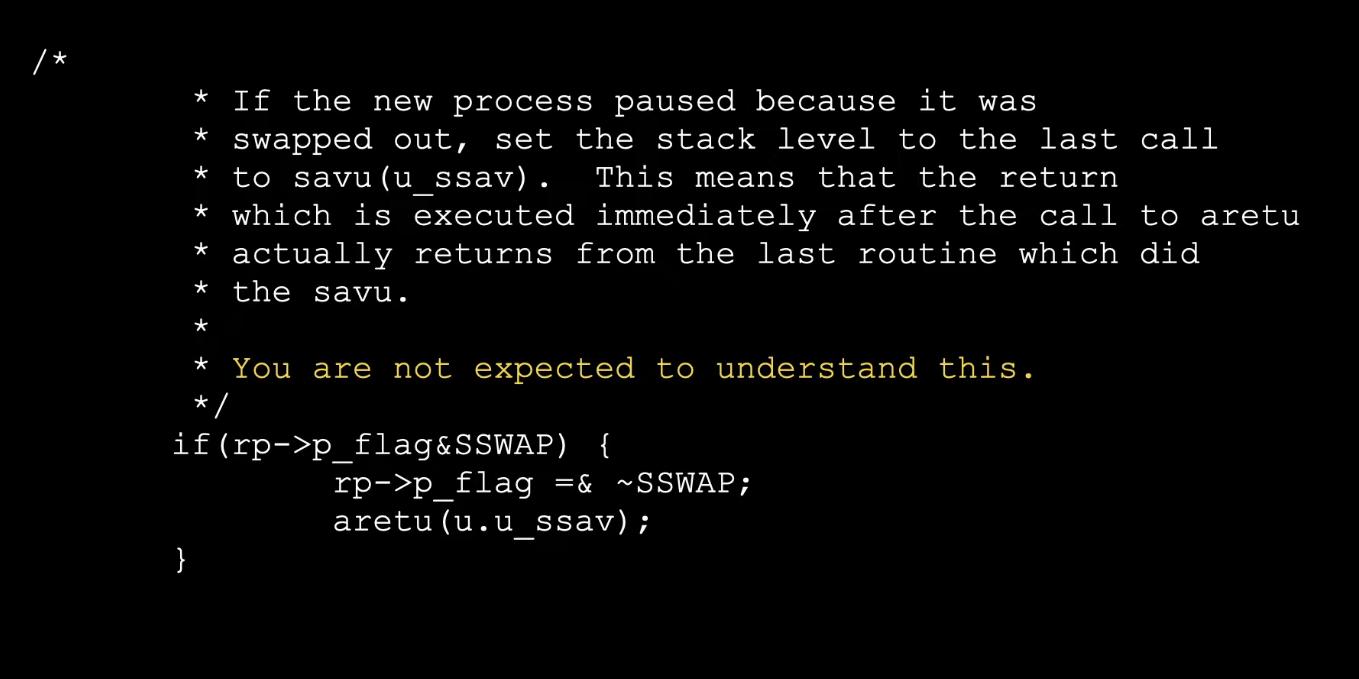 /*
* If the new process paused because it was
* swapped out, set the stack level to the last call
* to savu(u_ssav).  This means that the return
* which is executed immediately after the call to aretu
* actually returns from the last routine which did
* the savu.
*
* You are not expected to understand this.
*/
if(rp->p_flag&SSWAP) {
rp->p_flag =& ~SSWAP;
aretu(u.u_ssav);
}